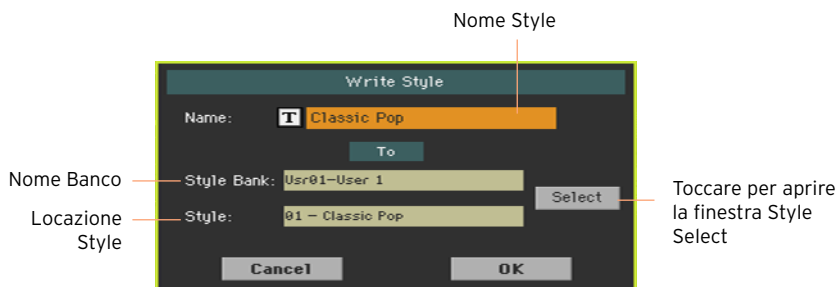 Nome Style
Write Style
Name: T Classic Pop
To
Nome Banco
Style Bank: Usr01-User 1
Select
Toccare per aprire
la finestra Style
Select
Locazione
Style
Style: 01 - Classic Pop
Cancel OK